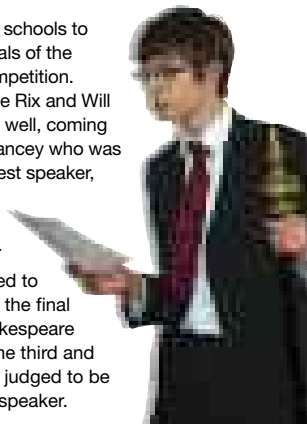 schools to
als of the
mpetition.
e Rix and Will
well, coming
ancey who was
est speaker,
.
ed to
the final
kespeare
ne third and
judged to be
speaker.